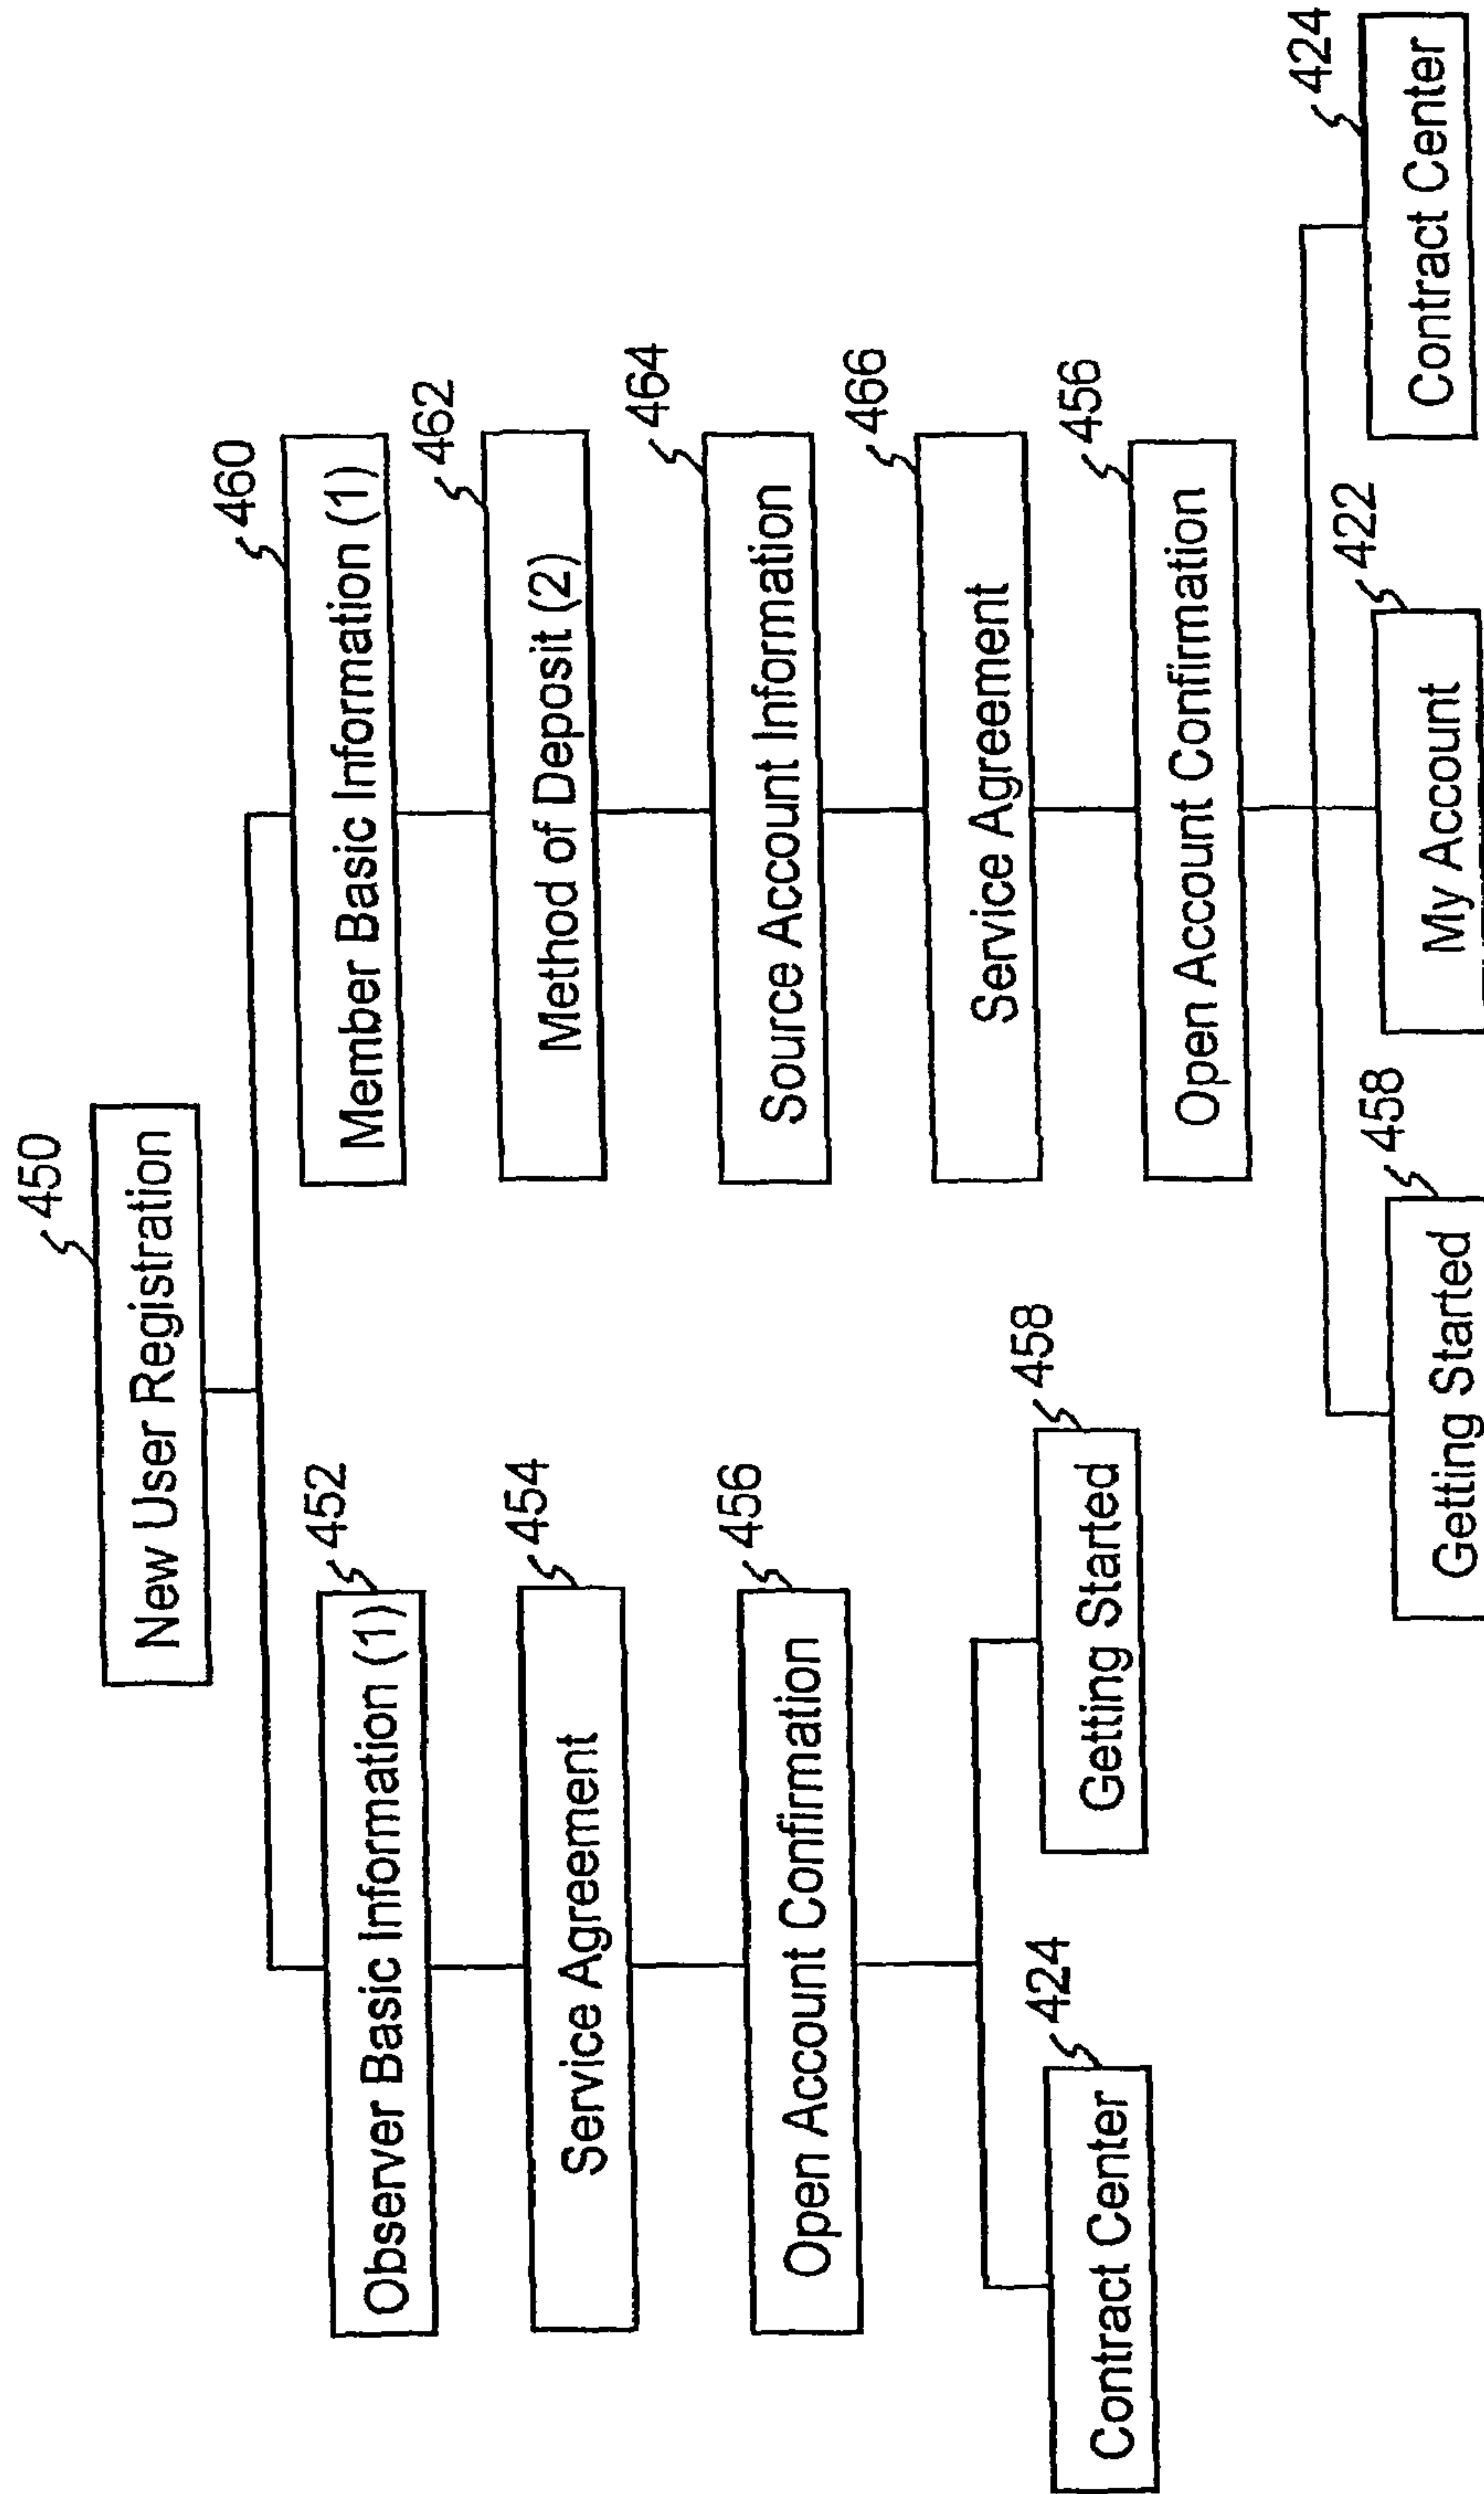 450
New User Registration
452
Observer Basic Information (1)
454
Service Agreement
456
Open Account Confirmation
424
Contract Center
458
Getting Started
460
Member Basic Information (1)
462
Method of Deposit (2)
464
Source Account Information
466
Service Agreement
456
Open Account Confirmation
458
Getting Started
422
My Account
424
Contract Center